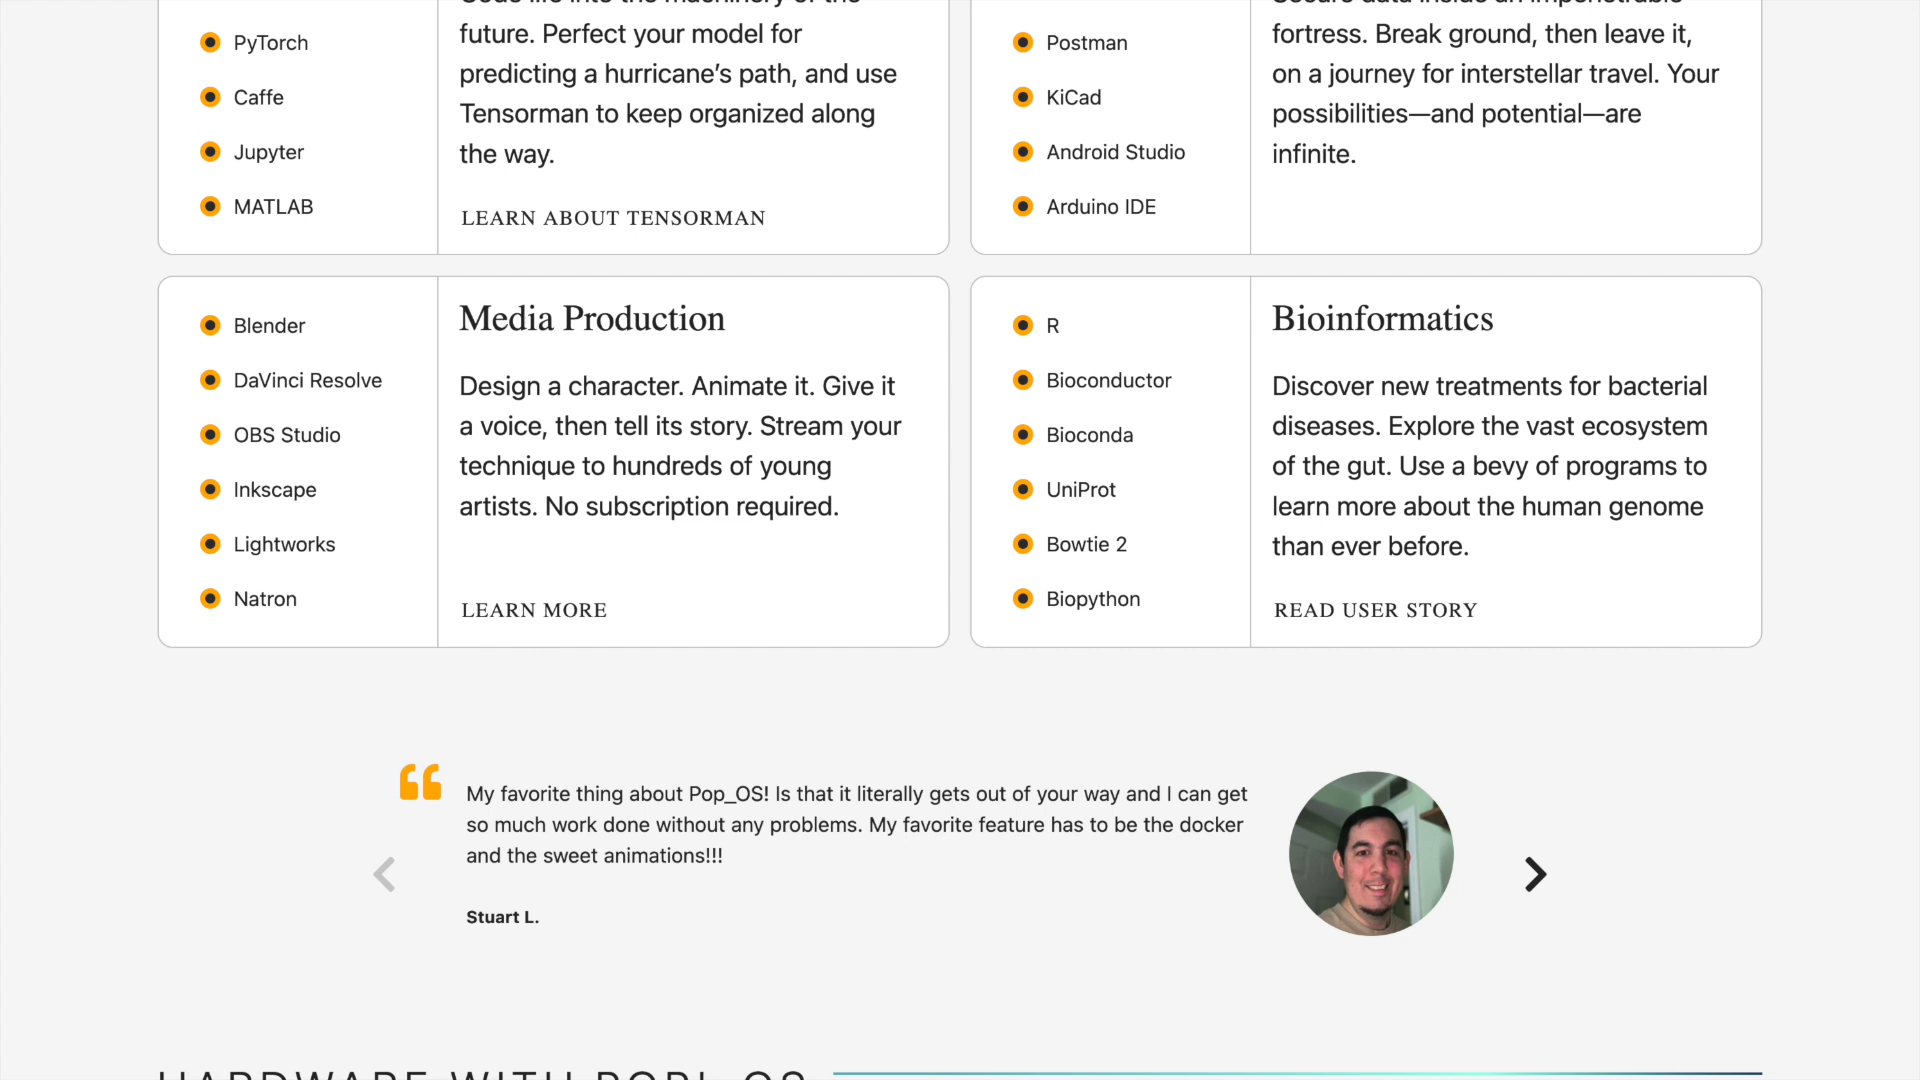 PyTorch
Caffe
Jupyter
MATLAB
Code life into the machinery of the
future. Perfect your model for
predicting a hurricane’s path, and use
Tensorman to keep organized along
the way.
LEARN ABOUT TENSORMAN
Postman
KiCad
Android Studio
Arduino IDE
Secure data inside an impenetrable
fortress. Break ground, then leave it,
on a journey for interstellar travel. Your
possibilities—and potential—are
infinite.
Blender
DaVinci Resolve
OBS Studio
Inkscape
Lightworks
Natron
Media Production
Design a character. Animate it. Give it
a voice, then tell its story. Stream your
technique to hundreds of young
artists. No subscription required.
LEARN MORE
R
Bioconductor
Bioconda
UniProt
Bowtie 2
Biopython
Bioinformatics
Discover new treatments for bacterial
diseases. Explore the vast ecosystem
of the gut. Use a bevy of programs to
learn more about the human genome
than ever before.
READ USER STORY
My favorite thing about Pop_OS! Is that it literally gets out of your way and I can get
so much work done without any problems. My favorite feature has to be the docker
and the sweet animations!!!
Stuart L.
HARDWARE WITH POP!_OS